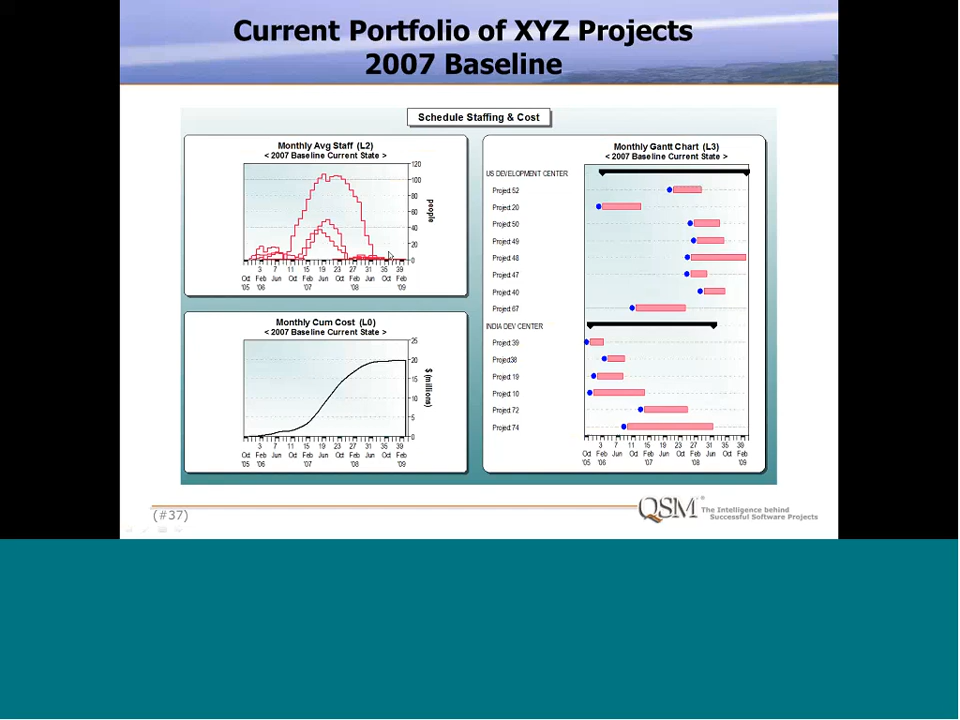 Current Portfolio of XYZ Projects
2007 Baseline
Schedule Staffing & Cost
Monthly Avg Staff (L2)
< 2007 Baseline Current State >
120
100
80
60
40
20
0
people
3 7 11 15 19 23 27 31 35 39
Oct Feb Jun Oct Feb Jun Oct Feb Jun Oct Feb
'05 '06 '07 '08 '09
Monthly Cum Cost (L0)
< 2007 Baseline Current State >
25
20
15
10
5
0
$ (millions)
3 7 11 15 19 23 27 31 35 39
Oct Feb Jun Oct Feb Jun Oct Feb Jun Oct Feb
'05 '06 '07 '08 '09
Monthly Gantt Chart (L3)
< 2007 Baseline Current State >
US DEVELOPMENT CENTER
Project 52
Project 20
Project 50
Project 49
Project 48
Project 47
Project 40
Project 67
INDIA DEV CENTER
Project 39
Project38
Project 19
Project 10
Project 72
Project 74
3 7 11 15 19 23 27 31 35 39
Oct Feb Jun Oct Feb Jun Oct Feb Jun Oct Feb
'05 '06 '07 '08 '09
(#37)
QSM®
The Intelligence behind
Successful Software Projects